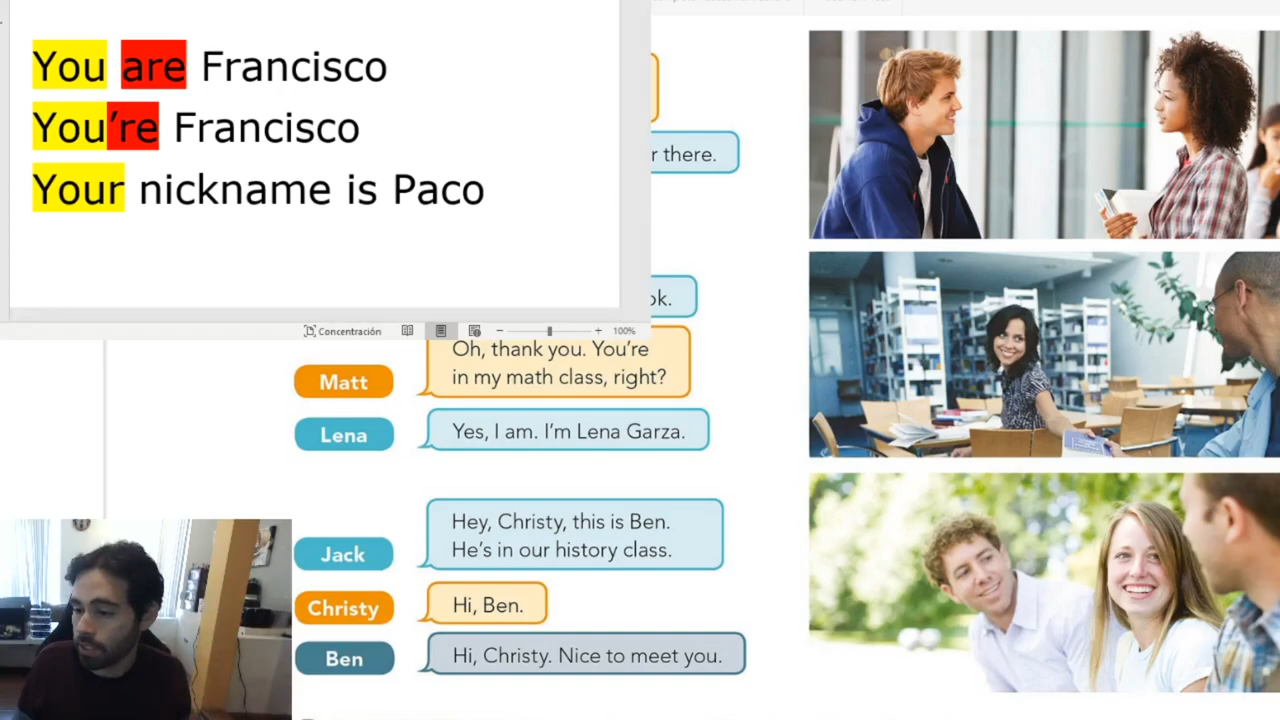 You are Francisco
You're Francisco
Your nickname is Paco
r there.
ok.
Concentración
100%
Oh, thank you. You're
Matt
in my math class, right?
Lena
Yes, I am. I'm Lena Garza.
Hey, Christy, this is Ben.
Jack
He's in our history class.
Christy
Hi, Ben.
Ben
Hi, Christy. Nice to meet you.